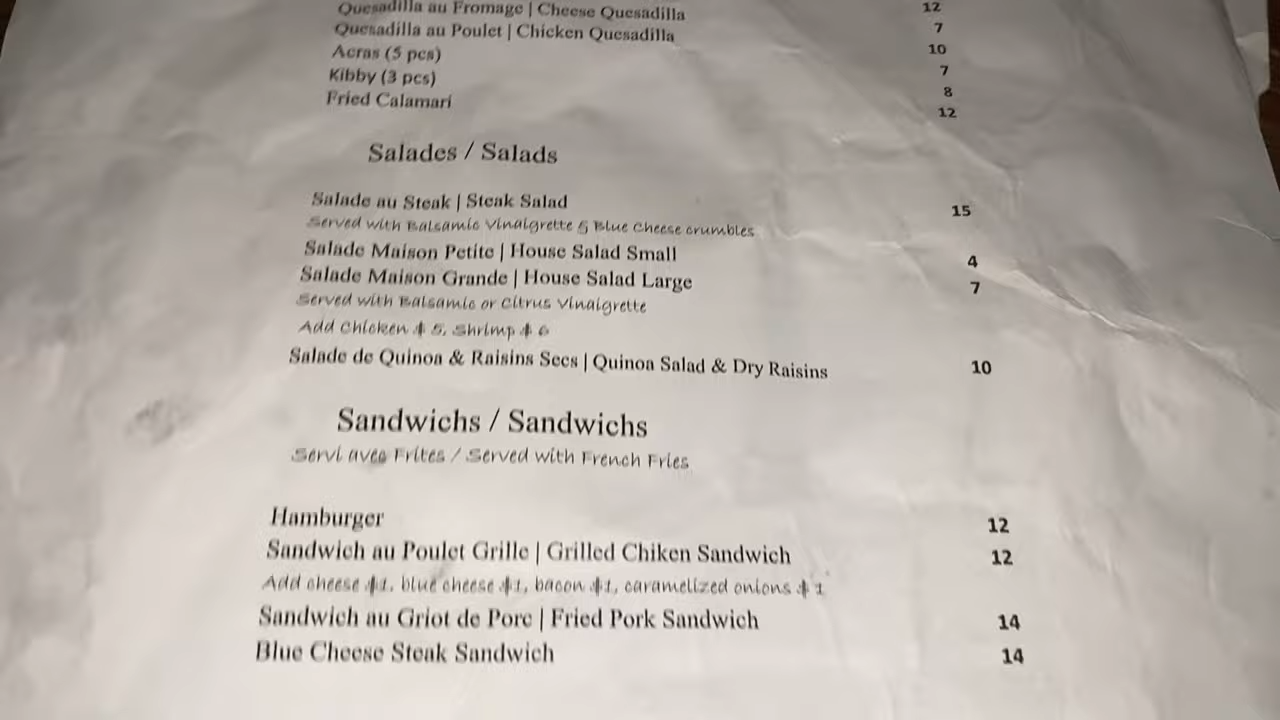 12
Quesadilla au Fromage | Cheese Quesadilla 7
Quesadilla au Poulet | Chicken Quesadilla 10
Acras (5 pcs) 7
Kibby (3 pcs) 8
Fried Calamari 12
Salades / Salads
Salade au Steak | Steak Salad 15
Served with Balsamic Vinaigrette & Blue Cheese crumbles
Salade Maison Petite | House Salad Small 4
Salade Maison Grande | House Salad Large 7
Served with Balsamic or Citrus Vinaigrette
Add Chicken $ 5, Shrimp $ 6
Salade de Quinoa & Raisins Secs | Quinoa Salad & Dry Raisins 10
Sandwichs / Sandwichs
Servi avec Frites / Served with French Fries
Hamburger 12
Sandwich au Poulet Grille | Grilled Chiken Sandwich 12
Add cheese $1, blue cheese $1, bacon $1, caramelized onions $ 1
Sandwich au Griot de Porc | Fried Pork Sandwich 14
Blue Cheese Steak Sandwich 14